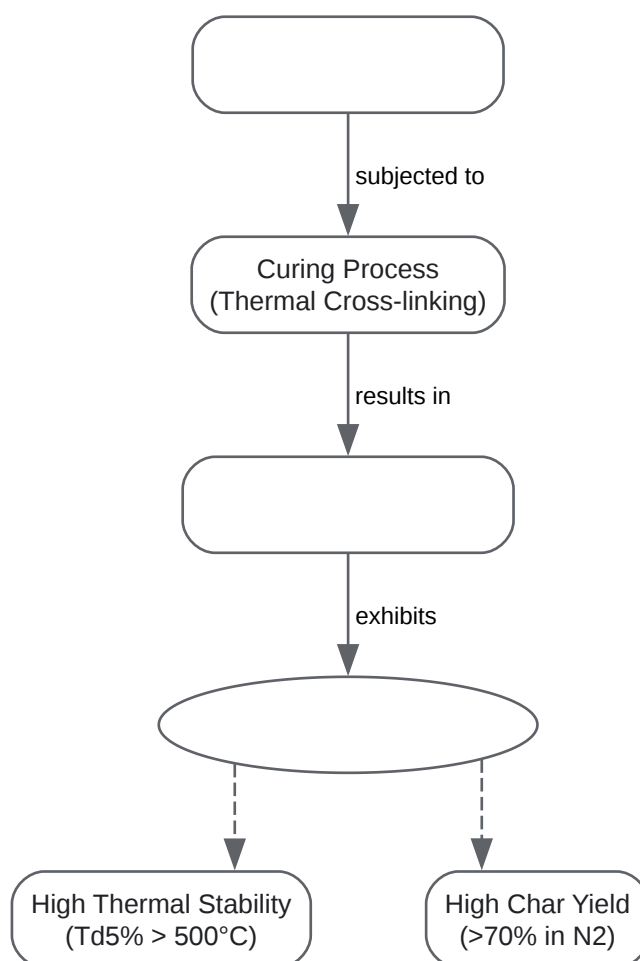 subjected to
Curing Process
(Thermal Cross-linking)
results in
exhibits
High Thermal Stability
(Td5% > 500°C)
High Char Yield
(>70% in N2)